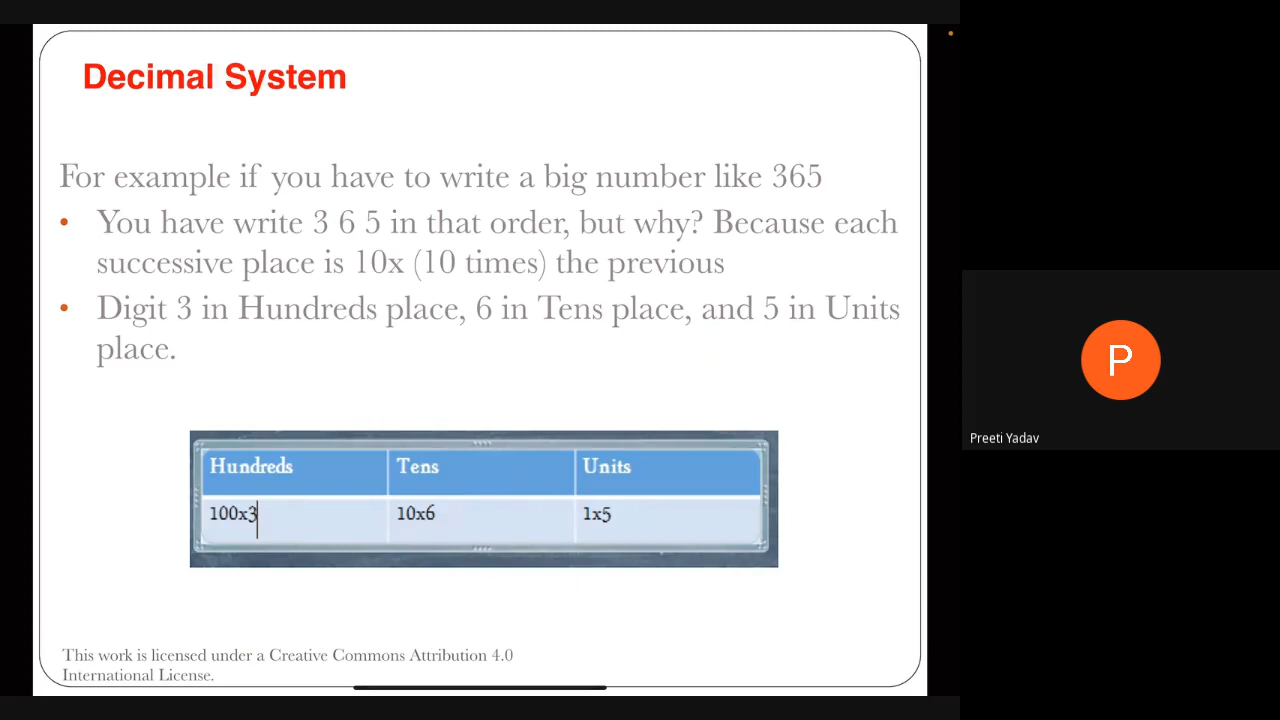 Decimal System
For example if you have to write a big number like 365
• You have write 3 6 5 in that order, but why? Because each
successive place is 10x (10 times) the previous
• Digit 3 in Hundreds place, 6 in Tens place, and 5 in Units
place.
Hundreds Tens Units
100x3 10x6 1x5
This work is licensed under a Creative Commons Attribution 4.0
International License.
P
Preeti Yadav